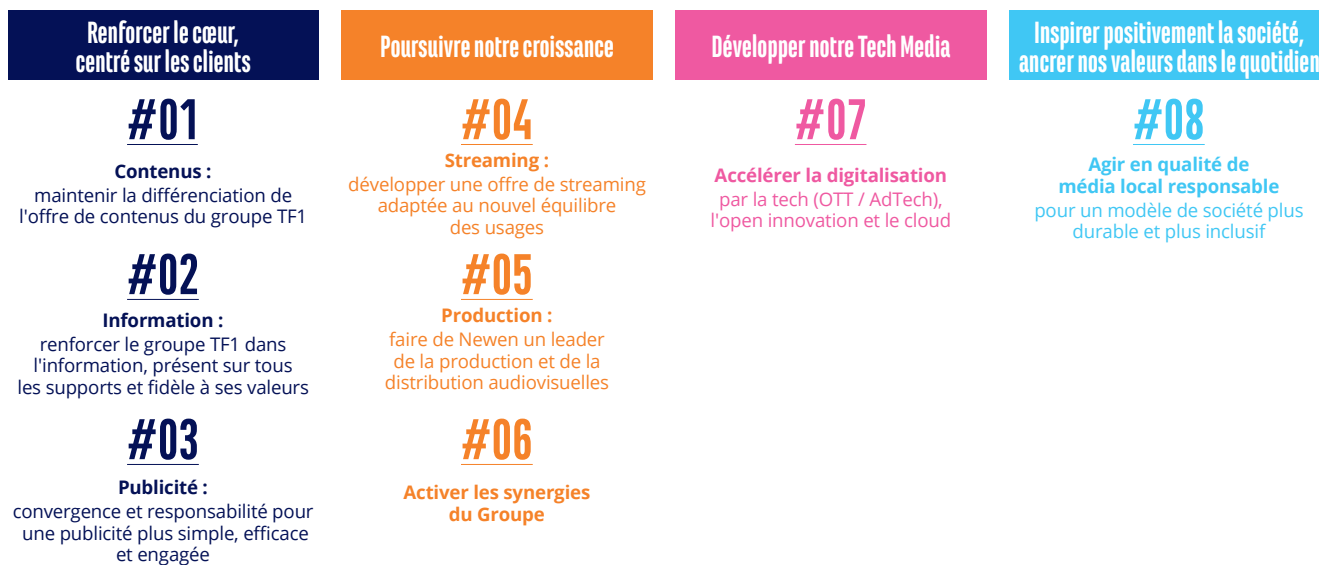 Renforcer le cœur,
centré sur les clients
#01
Contenus :
maintenir la différenciation de
l'offre de contenus du groupe TF1
#02
Information :
renforcer le groupe TF1 dans
l'information, présent sur tous
les supports et fidèle à ses valeurs
#03
Publicité :
convergence et responsabilité pour
une publicité plus simple, efficace
et engagée
Poursuivre notre croissance
#04
Streaming :
développer une offre de streaming
adaptée au nouvel équilibre
des usages
#05
Production :
faire de Newen un leader
de la production et de la
distribution audiovisuelles
#06
Activer les synergies
du Groupe
Développer notre Tech Media
#07
Accélérer la digitalisation
par la tech (OTT / AdTech),
l'open innovation et le cloud
Inspirer positivement la société,
ancrer nos valeurs dans le quotidien
#08
Agir en qualité de
média local responsable
pour un modèle de société plus
durable et plus inclusif